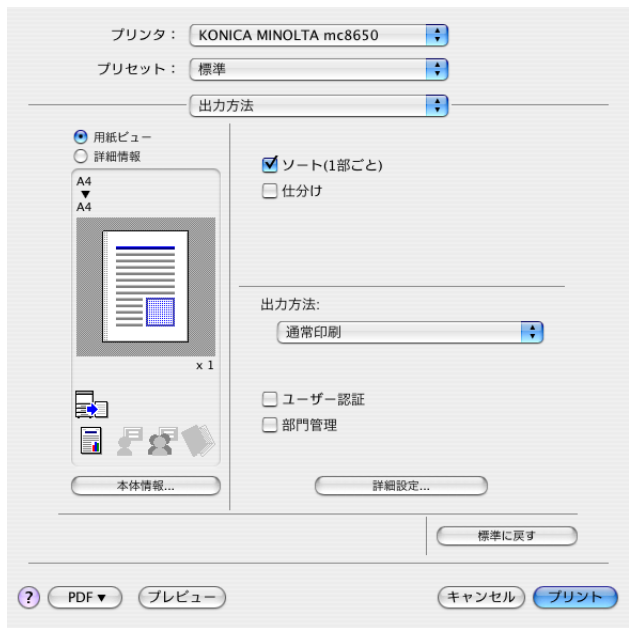 プリンタ： KONICA MINOLTA mc8650
プリセット： 標準
出力方法
用紙ビュー
詳細情報
A4
▼
A4
x 1
本体情報...
ソート(1部ごと)
仕分け
出力方法:
通常印刷
ユーザー認証
部門管理
詳細設定...
標準に戻す
? PDF ▼ プレビュー キャンセル プリント